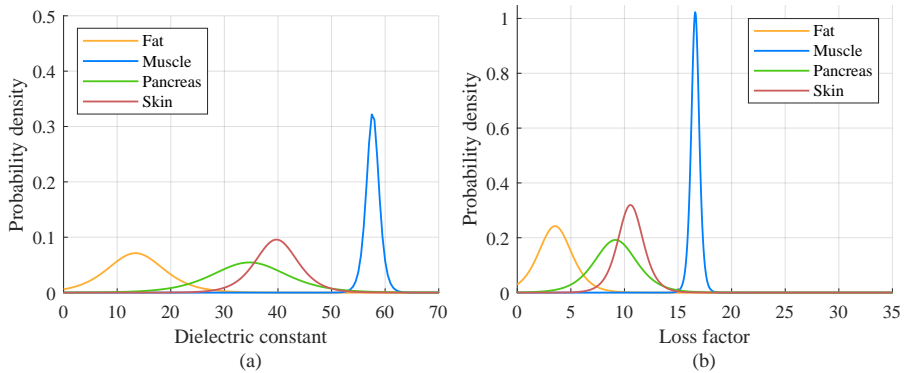 0.5
0.4
0.3
0.2
0.1
0
0 10 20 30 40 50 60 70
Probability density
Dielectric constant
Fat
Muscle
Pancreas
Skin
(a)
1
0.8
0.6
0.4
0.2
0
0 5 10 15 20 25 30 35
Probability density
Loss factor
Fat
Muscle
Pancreas
Skin
(b)